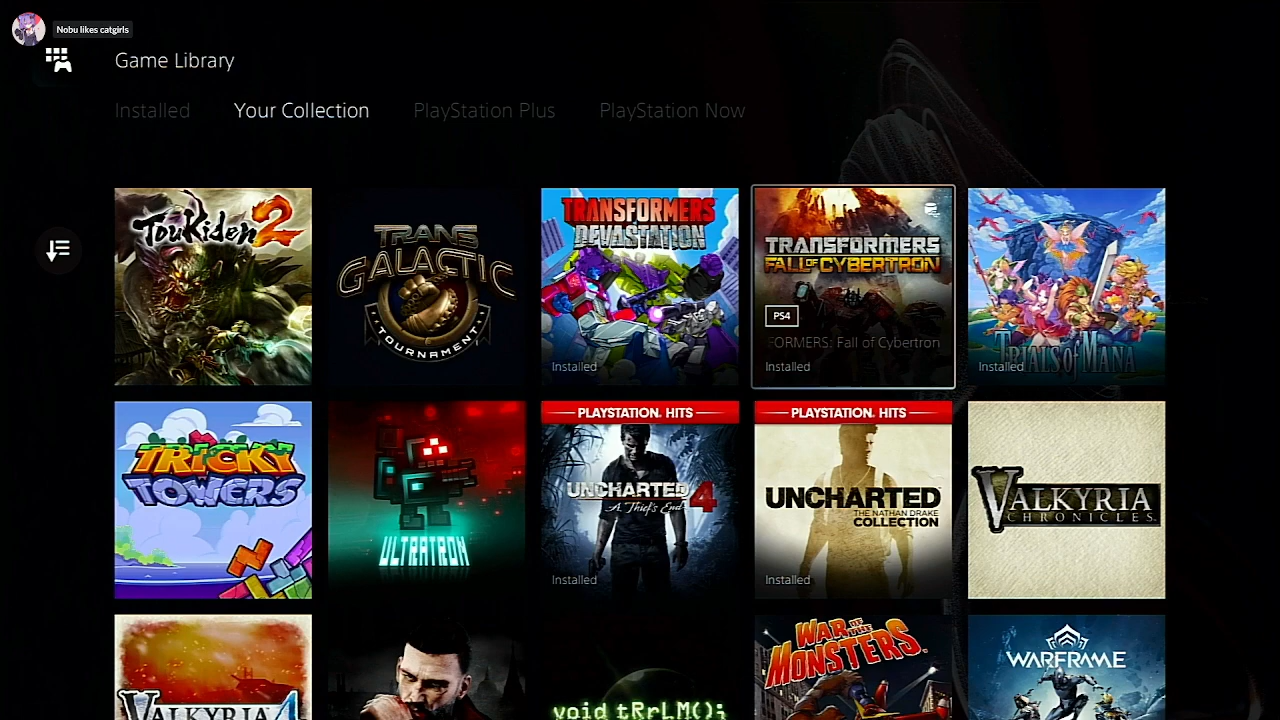 Nobu likes catgirls
Game Library
Installed
Your Collection
PlayStation Plus
PlayStation Now
TOUKIDEN 2
TRANS
GALACTIC
TOURNAMENT
TRANSFORMERS
DEVASTATION
Installed
TRANSFORMERS
FALL OF CYBERTRON
PS4
FORMERS: Fall of Cybertron
Installed
TRIALS of MANA
Installed
TRICKY
TOWERS
ULTRATRON
PLAYSTATION HITS
UNCHARTED 4
A Thief's End
Installed
PLAYSTATION HITS
UNCHARTED
THE NATHAN DRAKE
COLLECTION
Installed
VALKYRIA
CHRONICLES
VALKYRIA 4
void tRrLM();
WAR OF THE
MONSTERS
WARFRAME